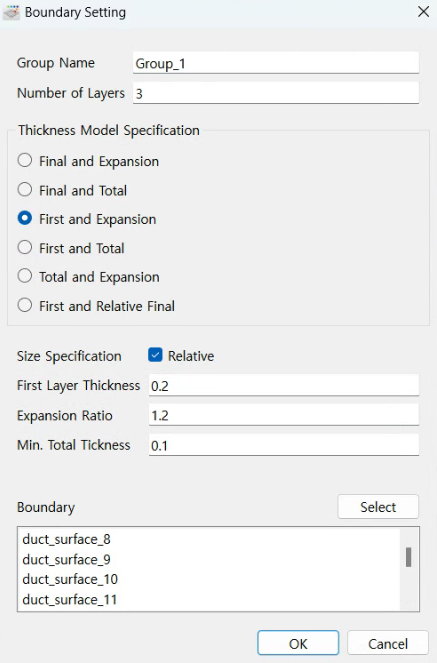 Boundary Setting
Group Name Group_1
Number of Layers 3
Thickness Model Specification
Final and Expansion
Final and Total
First and Expansion
First and Total
Total and Expansion
First and Relative Final
Size Specification Relative
First Layer Thickness 0.2
Expansion Ratio 1.2
Min. Total Tickness 0.1
Boundary Select
duct_surface_8
duct_surface_9
duct_surface_10
duct_surface_11
OK Cancel